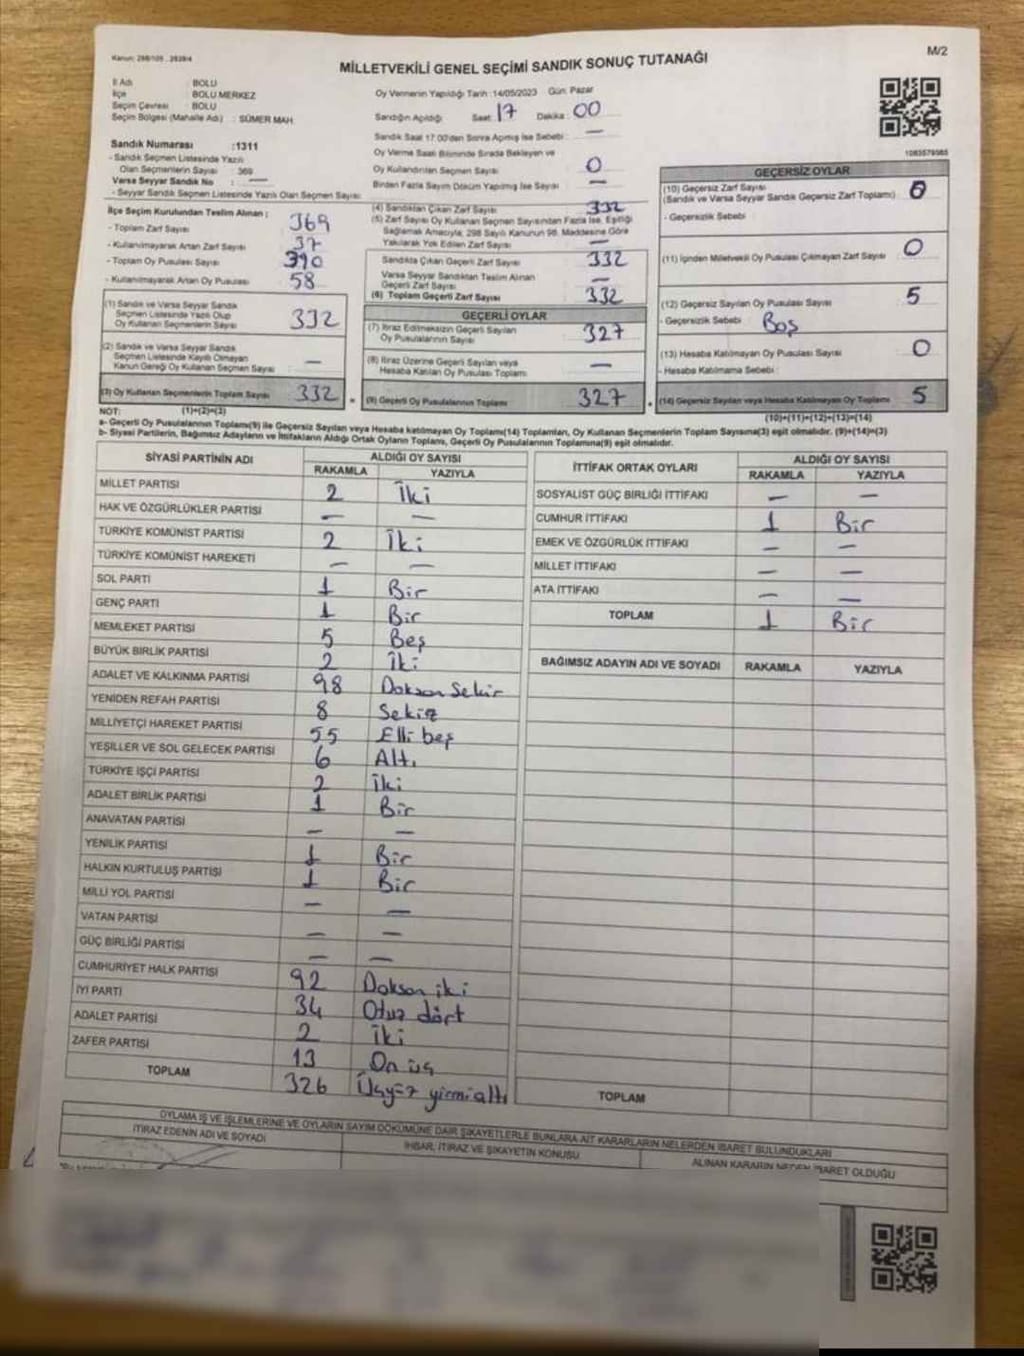 M/2
MİLLETVEKİLİ GENEL SEÇİMİ SANDIK SONUÇ TUTANAĞI
İl Adı : BOLU
İlçe : BOLU MERKEZ
Seçim Çevresi : BOLU
Seçim Bölgesi (Mahalle Adı) : SÜMER MAH.
Sandık Numarası :1311
- Sandık Seçmen Listesinde Yazılı
Olan Seçmenlerin Sayısı : 369
Varsa Seyyar Sandık No : —
- Seyyar Sandık Seçmen Listesinde Yazılı Olan Seçmen Sayısı
Oy Vermenin Yapıldığı Tarih :14/05/2023 Gün: Pazar
Sandığın Açıldığı Saat: 17 Dakika : 00
Sandık Saat 17.00'den Sonra Açılmış İse Sebebi : —
Oy Verme Saati Bitiminde Sırada Bekleyen ve
Oy Kullandırılan Seçmen Sayısı 0
Birden Fazla Sayım Döküm Yapılmış İse Sayısı —
1083579085
İlçe Seçim Kurulundan Teslim Alınan :
- Toplam Zarf Sayısı : 369
- Kullanılmayarak Artan Zarf Sayısı : 37
- Toplam Oy Pusulası Sayısı : 390
- Kullanılmayarak Artan Oy Pusulası : 58
(1) Sandık ve Varsa Seyyar Sandık
Seçmen Listesinde Yazılı Olup
Oy Kullanan Seçmenlerin Sayısı 332
(2) Sandık ve Varsa Seyyar Sandık
Seçmen Listesinde Kayıtlı Olmayan
Kanun Gereği Oy Kullanan Seçmen Sayısı —
(3) Oy Kullanan Seçmenlerin Toplam Sayısı 332
(1)+(2)=(3)
(4) Sandıktan Çıkan Zarf Sayısı 332
(5) Zarf Sayısı Oy Kullanan Seçmen Sayısından Fazla İse, Eşitliği
Sağlamak Amacıyla, 298 Sayılı Kanunun 98. Maddesine Göre
Yakılarak Yok Edilen Zarf Sayısı —
Sandıkta Çıkan Geçerli Zarf Sayısı 332
Varsa Seyyar Sandıktan Teslim Alınan
Geçerli Zarf Sayısı —
(6) Toplam Geçerli Zarf Sayısı 332
GEÇERLİ OYLAR
(7) İtiraz Edilmeksizin Geçerli Sayılan
Oy Pusulalarının Sayısı 327
(8) İtiraz Üzerine Geçerli Sayılan veya
Hesaba Katılan Oy Pusulası Toplamı —
(9) Geçerli Oy Pusulalarının Toplamı 327
GEÇERSİZ OYLAR
(10) Geçersiz Zarf Sayısı 0
(Sandık ve Varsa Seyyar Sandık Geçersiz Zarf Toplamı)
- Geçersizlik Sebebi
(11) İçinden Milletvekili Oy Pusulası Çıkmayan Zarf Sayısı 0
(12) Geçersiz Sayılan Oy Pusulası Sayısı 5
- Geçersizlik Sebebi : Boş
(13) Hesaba Katılmayan Oy Pusulası Sayısı 0
- Hesaba Katılmama Sebebi :
(14) Geçersiz Sayılan veya Hesaba Katılmayan Oy Toplamı 5
(10)+(11)+(12)+(13)=(14)
NOT:
a- Geçerli Oy Pusulası Toplamı(9) ile Geçersiz Sayılan veya Hesaba katılmayan Oy Toplamı(14) Toplamları, Oy Kullanan Seçmenlerin Toplam Sayısına(3) eşit olmalıdır. (9)+(14)=(3)
b- Siyasi Partilerin, Bağımsız Adayların ve İttifakların Aldığı Ortak Oyların Toplamı, Geçerli Oy Pusulalarının Toplamına(9) eşit olmalıdır.
SİYASİ PARTİNİN ADI ALDIĞI OY SAYISI
RAKAMLA YAZIYLA
MİLLET PARTİSİ 2 İki
HAK VE ÖZGÜRLÜKLER PARTİSİ — —
TÜRKİYE KOMÜNİST PARTİSİ 2 İki
TÜRKİYE KOMÜNİST HAREKETİ — —
SOL PARTİ 1 Bir
GENÇ PARTİ 1 Bir
MEMLEKET PARTİSİ 5 Beş
BÜYÜK BİRLİK PARTİSİ 2 İki
ADALET VE KALKINMA PARTİSİ 98 Doksan Sekiz
YENİDEN REFAH PARTİSİ 8 Sekiz
MİLLİYETÇİ HAREKET PARTİSİ 55 Elli beş
YEŞİLLER VE SOL GELECEK PARTİSİ 6 Altı
TÜRKİYE İŞÇİ PARTİSİ 2 İki
ADALET BİRLİK PARTİSİ 1 Bir
ANAVATAN PARTİSİ — —
YENİLİK PARTİSİ 1 Bir
HALKIN KURTULUŞ PARTİSİ 1 Bir
MİLLİ YOL PARTİSİ — —
VATAN PARTİSİ — —
GÜÇ BİRLİĞİ PARTİSİ — —
CUMHURİYET HALK PARTİSİ 92 Doksan iki
İYİ PARTİ 34 Otuz dört
ADALET PARTİSİ 2 İki
ZAFER PARTİSİ 13 On üç
TOPLAM 326 Üçyüz yirmi altı
İTTİFAK ORTAK OYLARI ALDIĞI OY SAYISI
RAKAMLA YAZIYLA
SOSYALİST GÜÇ BİRLİĞİ İTTİFAKI — —
CUMHUR İTTİFAKI 1 Bir
EMEK VE ÖZGÜRLÜK İTTİFAKI — —
MİLLET İTTİFAKI — —
ATA İTTİFAKI — —
TOPLAM 1 Bir
BAĞIMSIZ ADAYIN ADI VE SOYADI RAKAMLA YAZIYLA
TOPLAM
OYLAMA İŞ VE İŞLEMLERİNE VE OYLARIN SAYIM DÖKÜMÜNE DAİR ŞİKAYETLERLE BUNLARA AİT KARARLARIN NELERDEN İBARET BULUNDUKLARI
İTİRAZ EDENİN ADI VE SOYADI İHBAR, İTİRAZ VE ŞİKAYETİN KONUSU ALINAN KARARIN NEDEN İBARET OLDUĞU